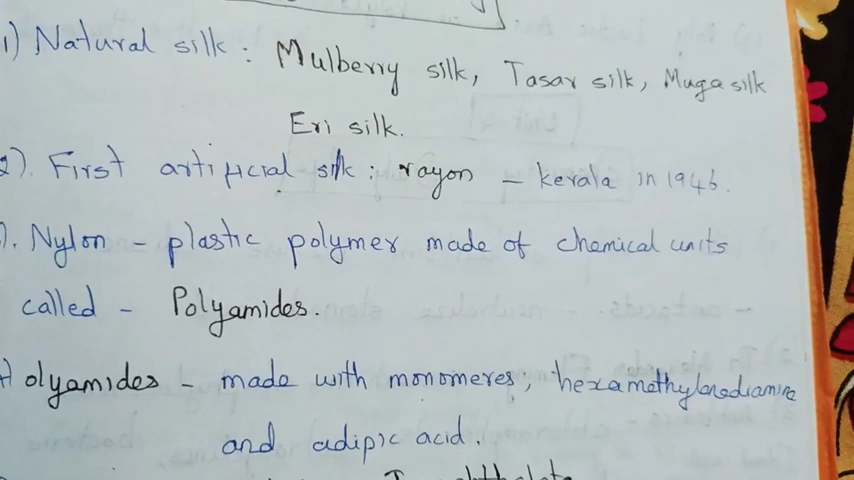 1) Natural silk : Mulberry silk, Tasar silk, Muga silk
Eri silk.
2). First artificial silk : rayon – kerala in 1946.
). Nylon – plastic polymer made of chemical units
called – Polyamides.
) olyamides – made with monomeres, hexamethylenediamine
and adipic acid.